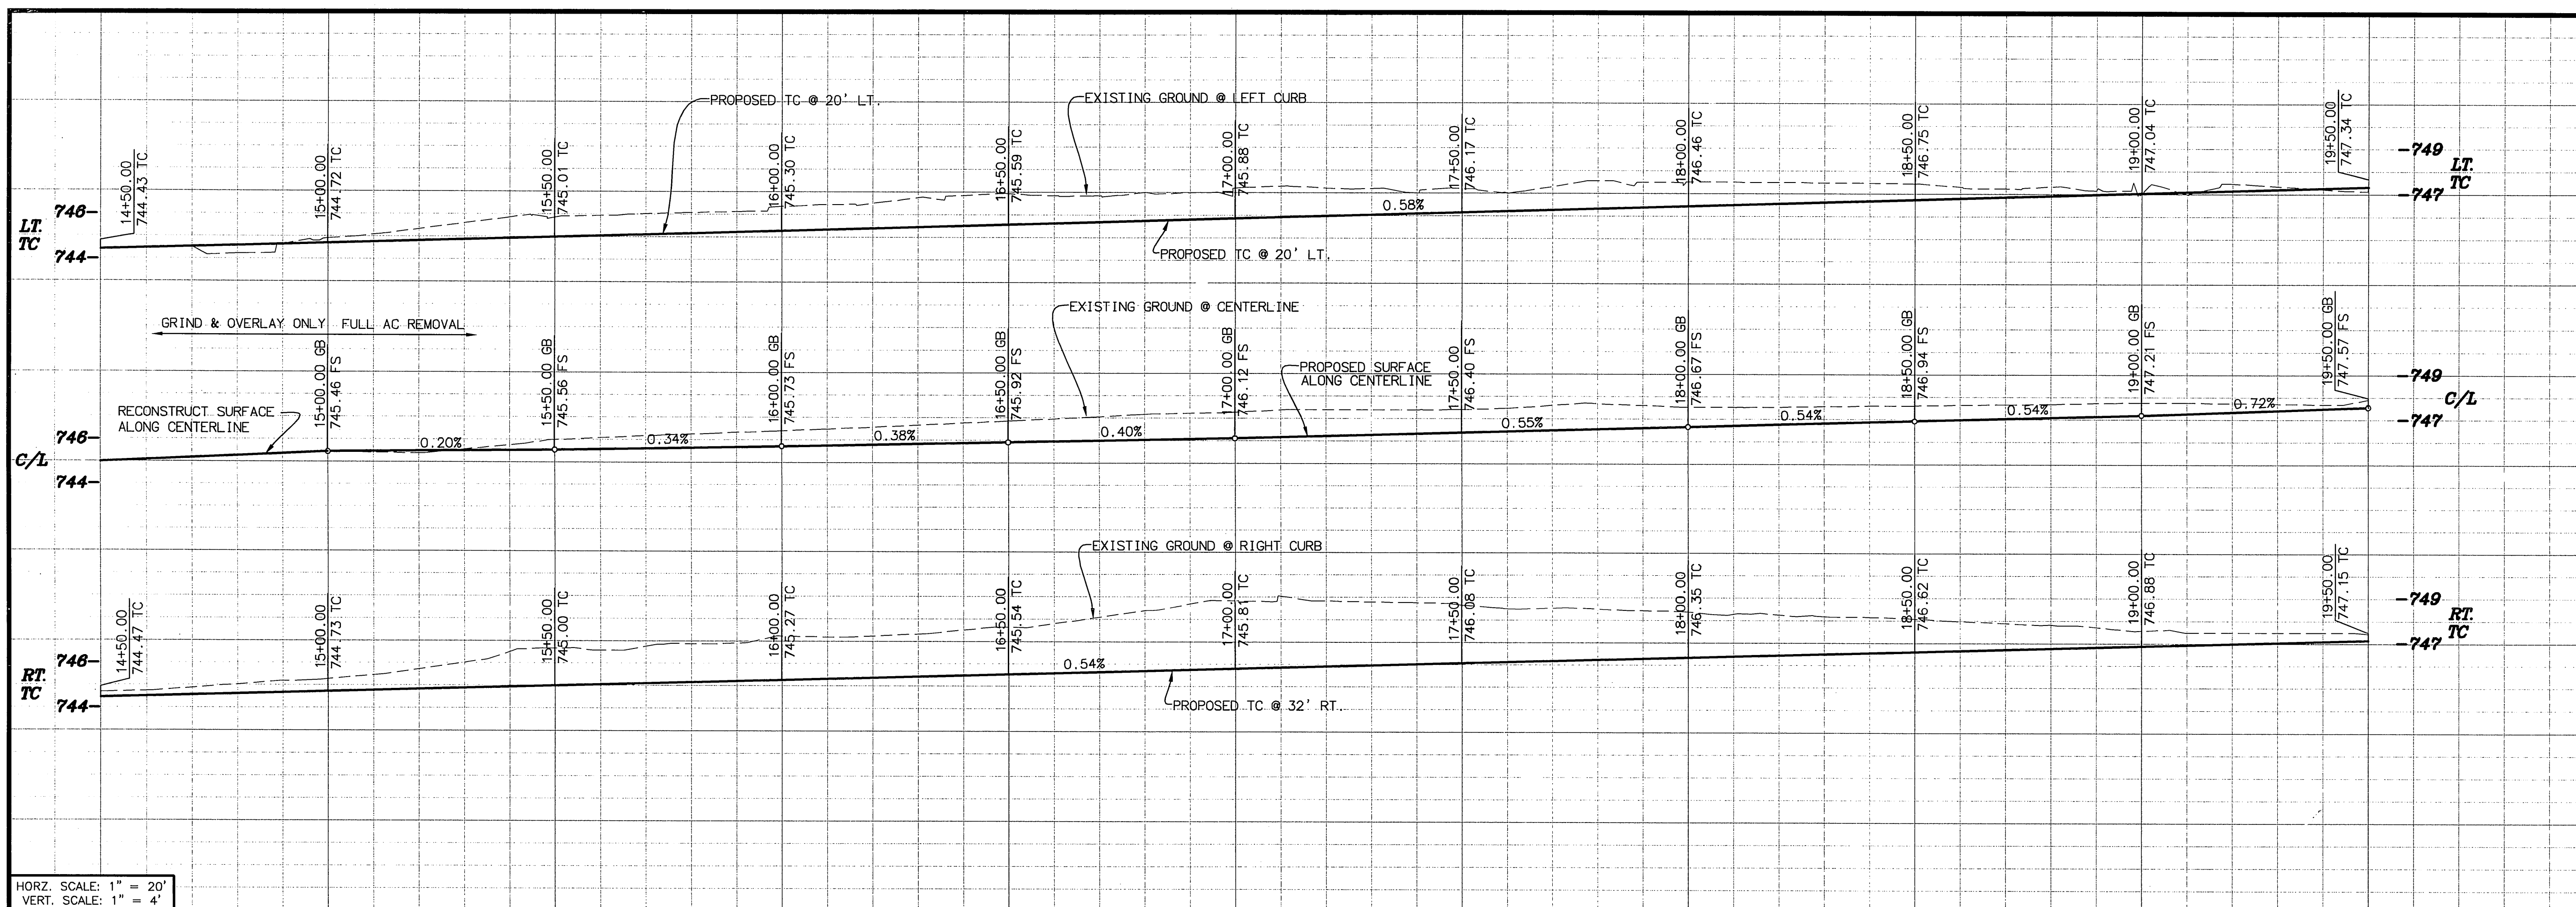 PROPOSED TC @ 20' LT.
EXISTING GROUND @ LEFT CURB
14+50.00
744.43 TC
15+00.00
744.72 TC
15+50.00
745.01 TC
16+00.00
745.30 TC
16+50.00
745.59 TC
17+00.00
745.88 TC
17+50.00
746.17 TC
18+00.00
746.46 TC
18+50.00
746.75 TC
19+00.00
747.04 TC
19+50.00
747.34 TC
LT.
TC
746-
744-
-749
-747
LT.
TC
0.58%
PROPOSED TC @ 20' LT.
EXISTING GROUND @ CENTERLINE
GRIND & OVERLAY ONLY
FULL AC REMOVAL
15+00.00 GB
745.46 FS
15+50.00 GB
745.56 FS
16+00.00 GB
745.73 FS
16+50.00 GB
745.92 FS
17+00.00 GB
746.12 FS
17+50.00
746.40 FS
18+00.00 GB
746.67 FS
18+50.00 GB
746.94 FS
19+00.00 GB
747.21 FS
19+50.00 GB
747.57 FS
PROPOSED SURFACE
ALONG CENTERLINE
RECONSTRUCT SURFACE
ALONG CENTERLINE
746-
C/L
744-
0.20%
0.34%
0.38%
0.40%
0.55%
0.54%
0.54%
0.72%
-749
C/L
-747
EXISTING GROUND @ RIGHT CURB
14+50.00
744.47 TC
15+00.00
744.73 TC
15+50.00
745.00 TC
16+00.00
745.27 TC
16+50.00
745.54 TC
17+00.00
745.81 TC
17+50.00
746.08 TC
18+00.00
746.35 TC
18+50.00
746.62 TC
19+00.00
746.88 TC
19+50.00
747.15 TC
746-
RT.
TC
744-
0.54%
PROPOSED TC @ 32' RT.
-749
RT.
TC
-747
HORZ. SCALE: 1" = 20'
VERT. SCALE: 1" = 4'